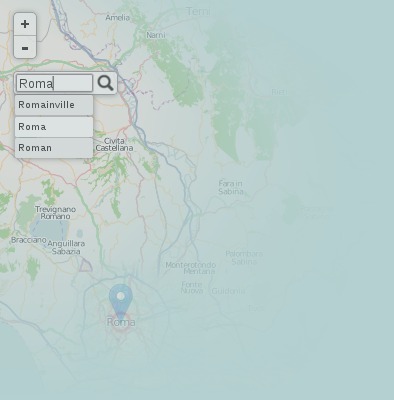 Terni
Amelia
+
Narni
-
Roma
Romainville
Roma
Roman
Civita
Castellana
Fara in
Sabina
Trevignano
Romano
Bracciano
Anguillara
Sabazia
Palombara
Sabina
Monterotondo
Mentana
Fonte
Nuova
Guidonia
Roma